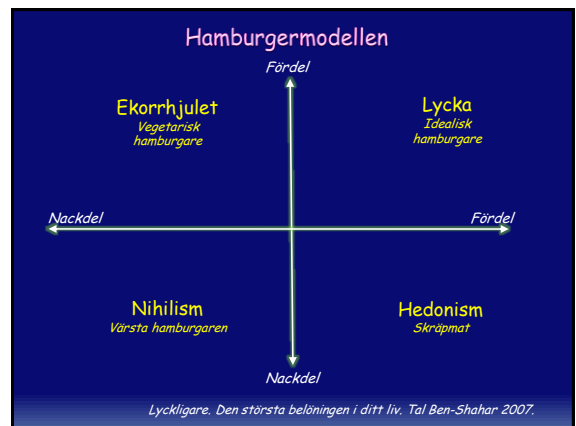 Hamburgermodellen
Fördel
Ekorrhjulet
Vegetarisk
hamburgare
Lycka
Idealisk
hamburgare
Nackdel
Fördel
Nihilism
Värsta hamburgaren
Hedonism
Skräpmat
Nackdel
Lyckligare. Den största belöningen i ditt liv. Tal Ben-Shahar 2007.